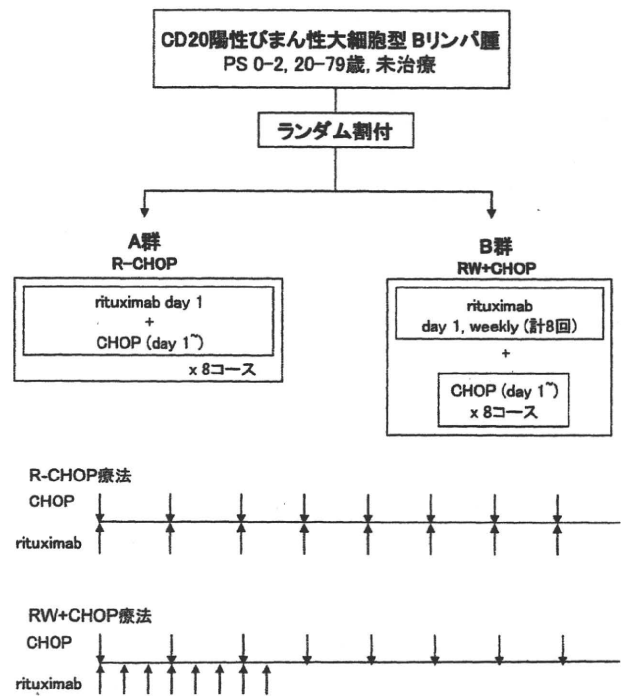 CD20陽性びまん性大細胞型 Bリンパ腫
PS 0-2, 20-79歳, 未治療
ランダム割付
A群
R-CHOP
rituximab day 1
+
CHOP (day 1~)
x 8コース
B群
RW+CHOP
rituximab
day 1, weekly (計8回)
+
CHOP (day 1~)
x 8コース
R-CHOP療法
CHOP
rituximab
RW+CHOP療法
CHOP
rituximab